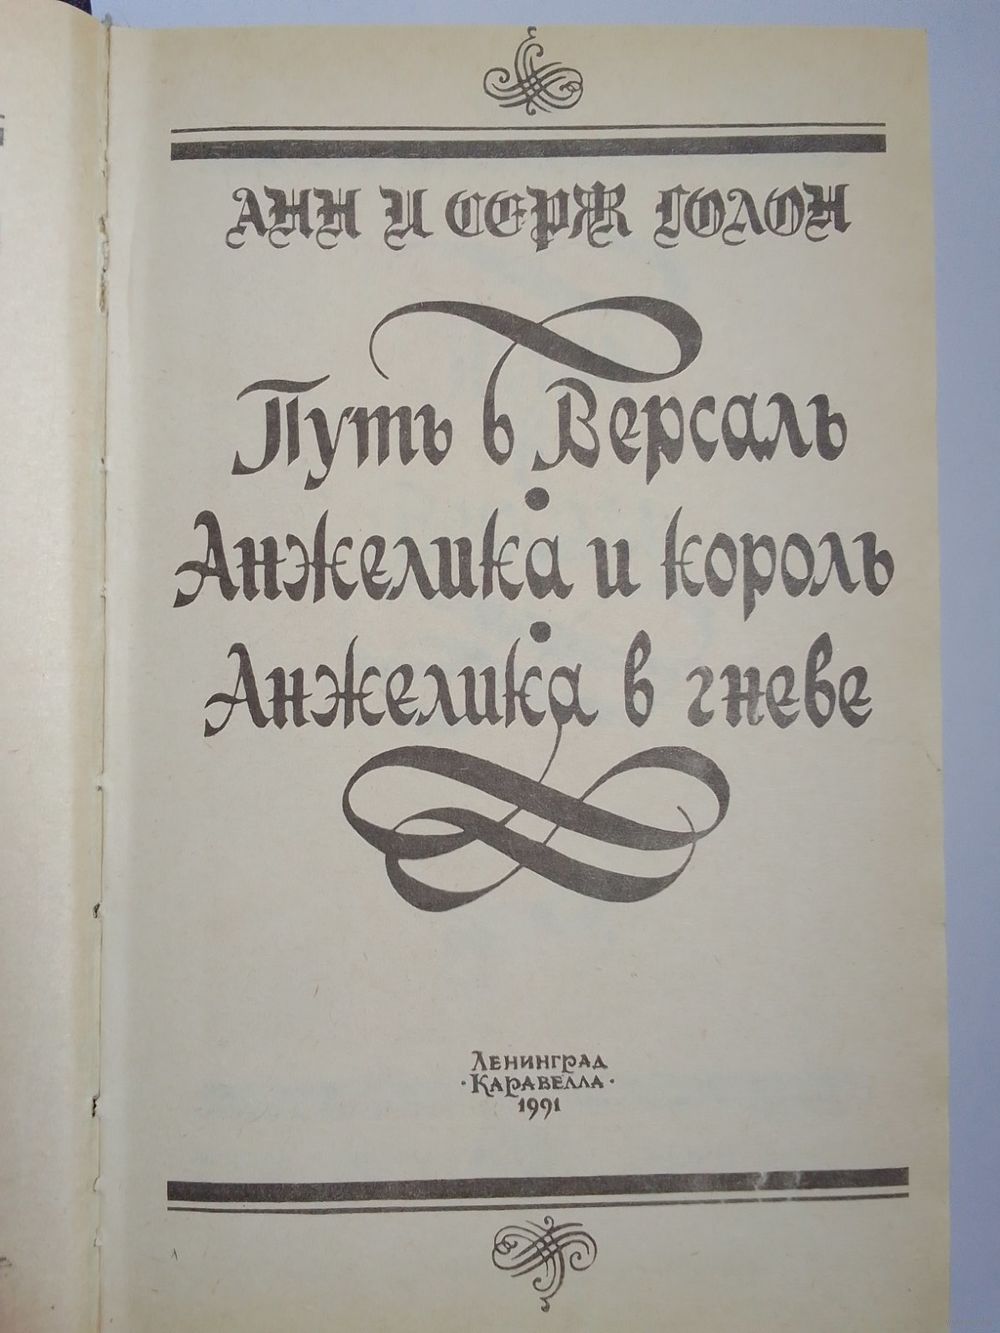 АНН И СЕРЖ ГОЛОН
Путь в Версаль
Анжелика и король
Анжелика в гневе
ЛЕНИНГРАД
·КАРАВЕЛЛА·
1991